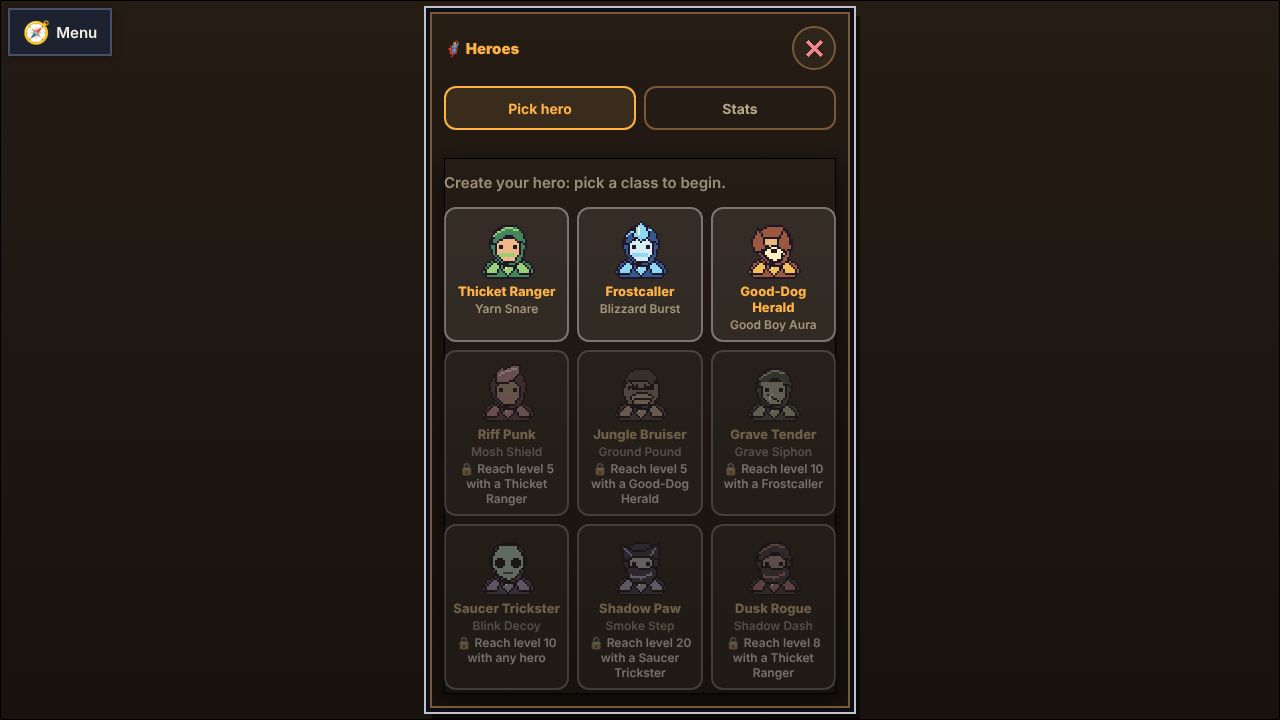 Menu
Heroes
Pick hero
Stats
Create your hero: pick a class to begin.
Thicket Ranger
Yarn Snare
Frostcaller
Blizzard Burst
Good-Dog
Herald
Good Boy Aura
Riff Punk
Mosh Shield
Reach level 5
with a Thicket
Ranger
Jungle Bruiser
Ground Pound
Reach level 5
with a Good-Dog
Herald
Grave Tender
Grave Siphon
Reach level 10
with a Frostcaller
Saucer Trickster
Blink Decoy
Reach level 10
with any hero
Shadow Paw
Smoke Step
Reach level 20
with a Saucer
Trickster
Dusk Rogue
Shadow Dash
Reach level 8
with a Thicket
Ranger